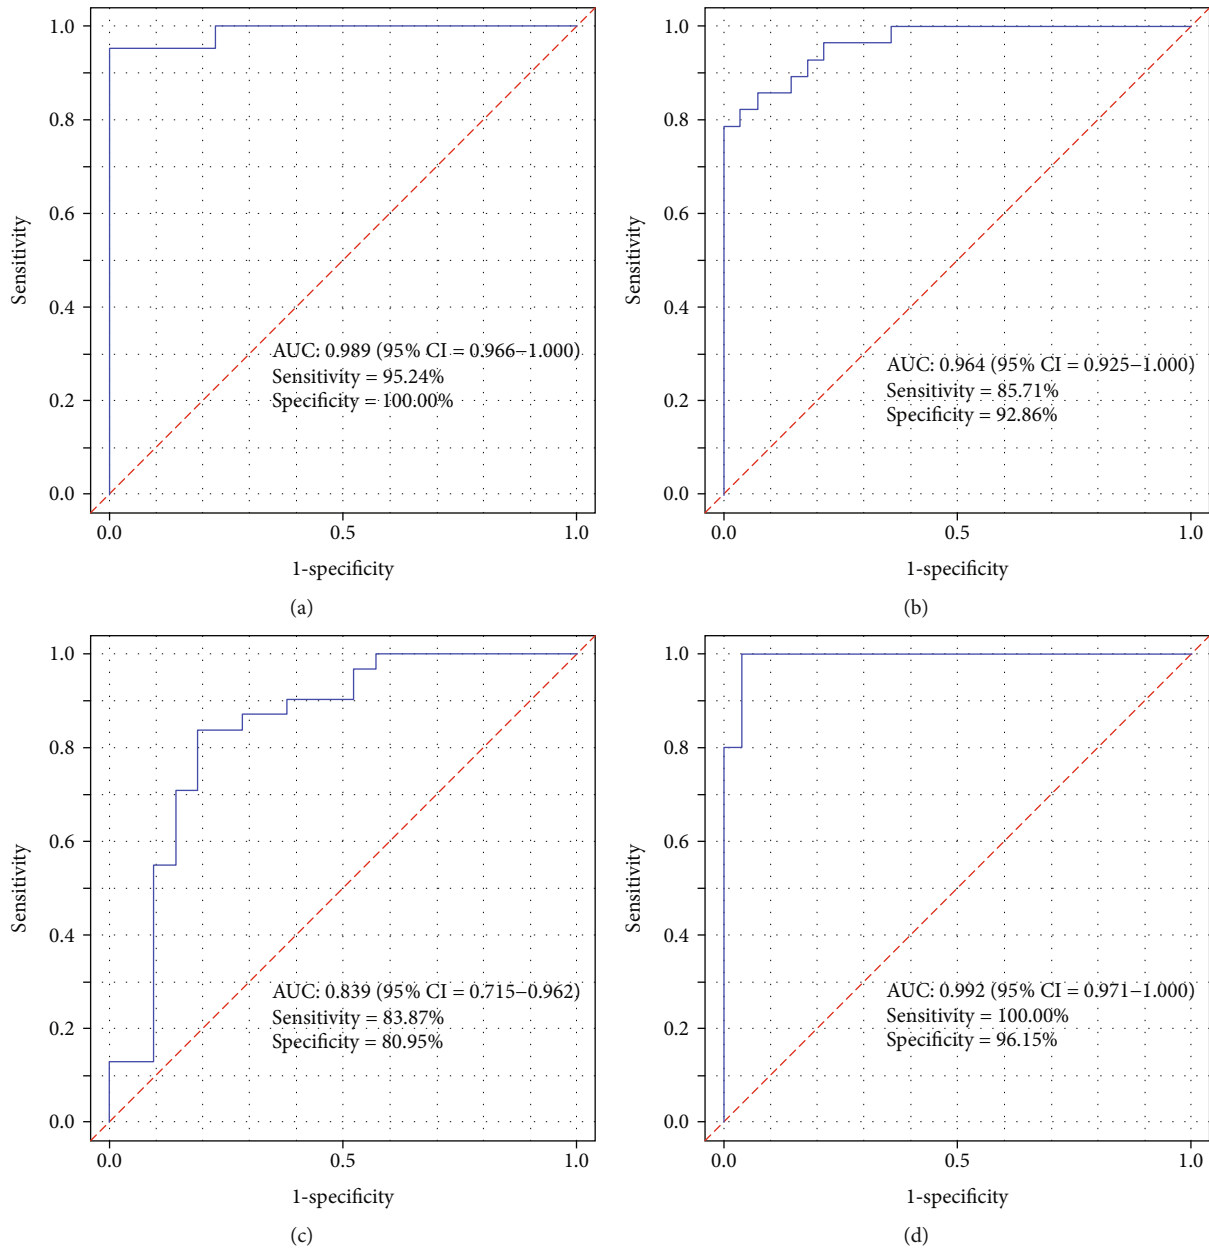 1.0
0.8
0.6
0.4
0.2
0.0
Sensitivity
AUC: 0.989 (95% CI = 0.966–1.000)
Sensitivity = 95.24%
Specificity = 100.00%
0.0 0.5 1.0
1-specificity
(a)
1.0
0.8
0.6
0.4
0.2
0.0
Sensitivity
AUC: 0.964 (95% CI = 0.925–1.000)
Sensitivity = 85.71%
Specificity = 92.86%
0.0 0.5 1.0
1-specificity
(b)
1.0
0.8
0.6
0.4
0.2
0.0
Sensitivity
AUC: 0.839 (95% CI = 0.715–0.962)
Sensitivity = 83.87%
Specificity = 80.95%
0.0 0.5 1.0
1-specificity
(c)
1.0
0.8
0.6
0.4
0.2
0.0
Sensitivity
AUC: 0.992 (95% CI = 0.971–1.000)
Sensitivity = 100.00%
Specificity = 96.15%
0.0 0.5 1.0
1-specificity
(d)